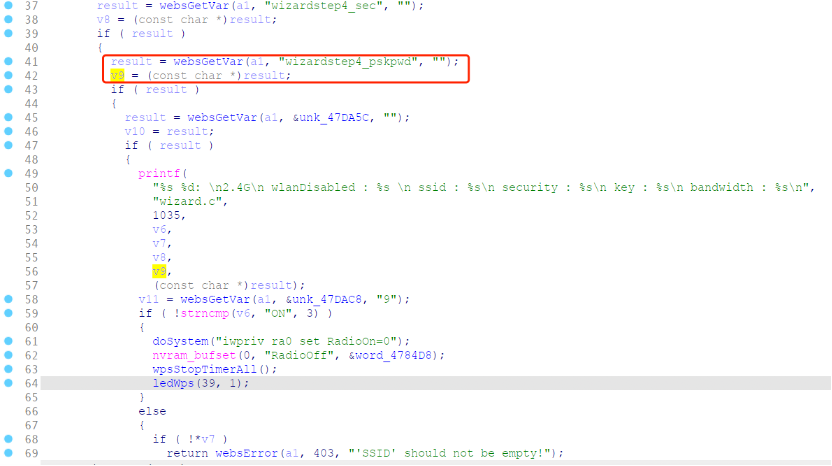 37 result = websGetVar(a1, "wizardstep4_sec", "");
38 v8 = (const char *)result;
39 if ( result )
40 {
41 result = websGetVar(a1, "wizardstep4_pskpwd", "");
42 v9 = (const char *)result;
43 if ( result )
44 {
45 result = websGetVar(a1, &unk_47DA5C, "");
46 v10 = result;
47 if ( result )
48 {
49 printf(
50 "%s %d: \n2.4G\n wlanDisabled : %s \n ssid : %s\n security : %s\n key : %s\n bandwidth : %s\n",
51 "wizard.c",
52 1035,
53 v6,
54 v7,
55 v8,
56 v9,
57 (const char *)result);
58 v11 = websGetVar(a1, &unk_47DAC8, "9");
59 if ( !strncmp(v6, "ON", 3) )
60 {
61 doSystem("iwpriv ra0 set RadioOn=0");
62 nvram_bufset(0, "RadioOff", &word_4784D8);
63 wpsStopTimerAll();
64 ledWps(39, 1);
65 }
66 else
67 {
68 if ( !*v7 )
69 return websError(a1, 403, "'SSID' should not be empty!");